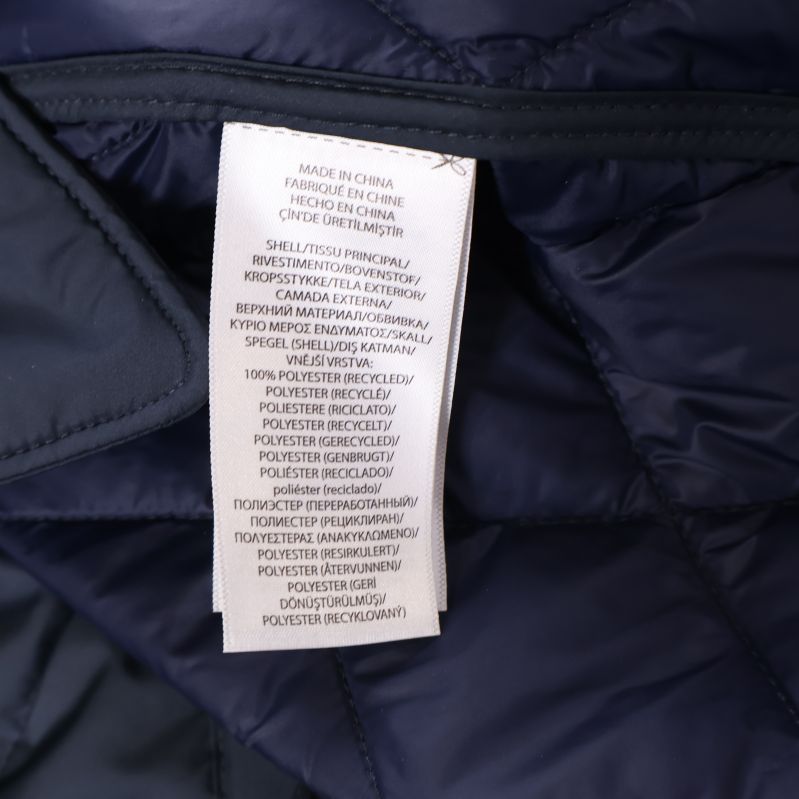 MADE IN CHINA
FABRIQUÉ EN CHINE
HECHO EN CHINA
ÇİN'DE ÜRETİLMİŞTİR
SHELL/TISSU PRINCIPAL/
RIVESTIMENTO/BOVENSTOF/
KROPSSTYKKE/TELA EXTERIOR/
CAMADA EXTERNA/
ВЕРХНИЙ МАТЕРИАЛ/ОБВИВКА/
ΚΥΡΙΟ ΜΕΡΟΣ ΕΝΔΥΜΑΤΟΣ/SKALL/
SPEGEL (SHELL)/DIŞ KATMAN/
VNĚJŠÍ VRSTVA:
100% POLYESTER (RECYCLED)/
POLYESTER (RECYCLÉ)/
POLIESTERE (RICICLATO)/
POLYESTER (RECYCELT)/
POLYESTER (GERECYCLED)/
POLYESTER (GENBRUGT)/
POLIÉSTER (RECICLADO)/
poliéster (reciclado)/
ПОЛИЭСТЕР (ПЕРЕРАБОТАННЫЙ)/
ПОЛИЕСТЕР (РЕЦИКЛИРАН)/
ΠΟΛΥΕΣΤΕΡΑΣ (ΑΝΑΚΥΚΛΩΜΕΝΟ)/
POLYESTER (RESIRKULERT)/
POLYESTER (ÅTERVUNNEN)/
POLYESTER (GERİ
DÖNÜŞTÜRÜLMÜŞ)/
POLYESTER (RECYKLOVANÝ)